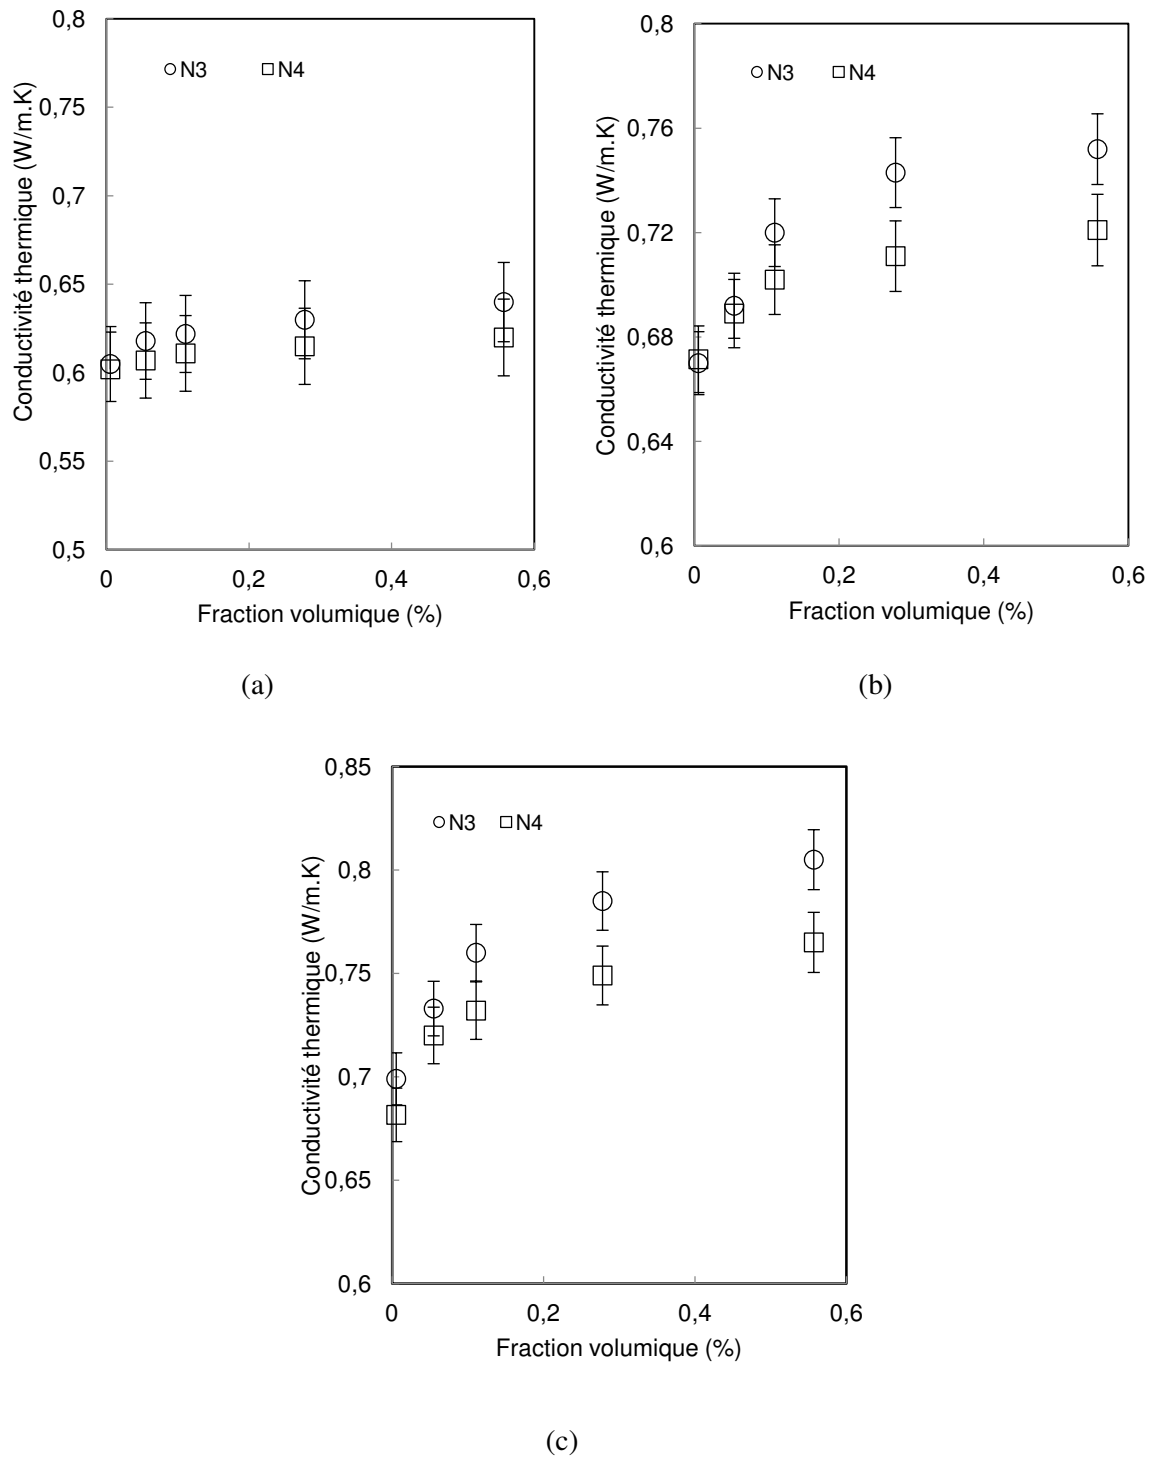 0,8
0,75
0,7
0,65
0,6
0,55
0,5
Conductivité thermique (W/m.K)
N3 N4
0 0,2 0,4 0,6
Fraction volumique (%)
(a)
0,8
0,76
0,72
0,68
0,64
0,6
Conductivité thermique (W/m.K)
N3 N4
0 0,2 0,4 0,6
Fraction volumique (%)
(b)
0,85
0,8
0,75
0,7
0,65
0,6
Conductivité thermique (W/m.K)
N3 N4
0 0,2 0,4 0,6
Fraction volumique (%)
(c)